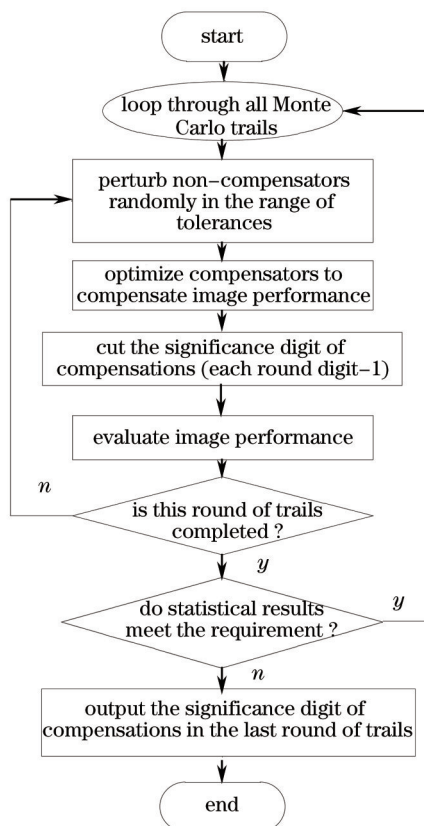 start
loop through all Monte
Carlo trails
perturb non-compensators
randomly in the range of
tolerances
optimize compensators to
compensate image performance
cut the significance digit of
compensations (each round digit-1)
evaluate image performance
n
is this round of trails
completed ?
y
do statistical results
meet the requirement ?
y
n
output the significance digit of
compensations in the last round of trails
end